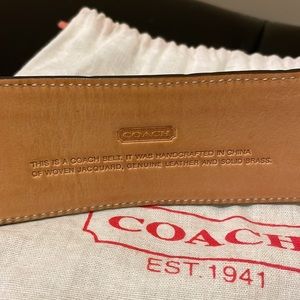 COACH
THIS IS A COACH BELT. IT WAS HANDCRAFTED IN CHINA
OF WOVEN JACQUARD, GENUINE LEATHER AND SOLID BRASS.
COACH
EST. 1941